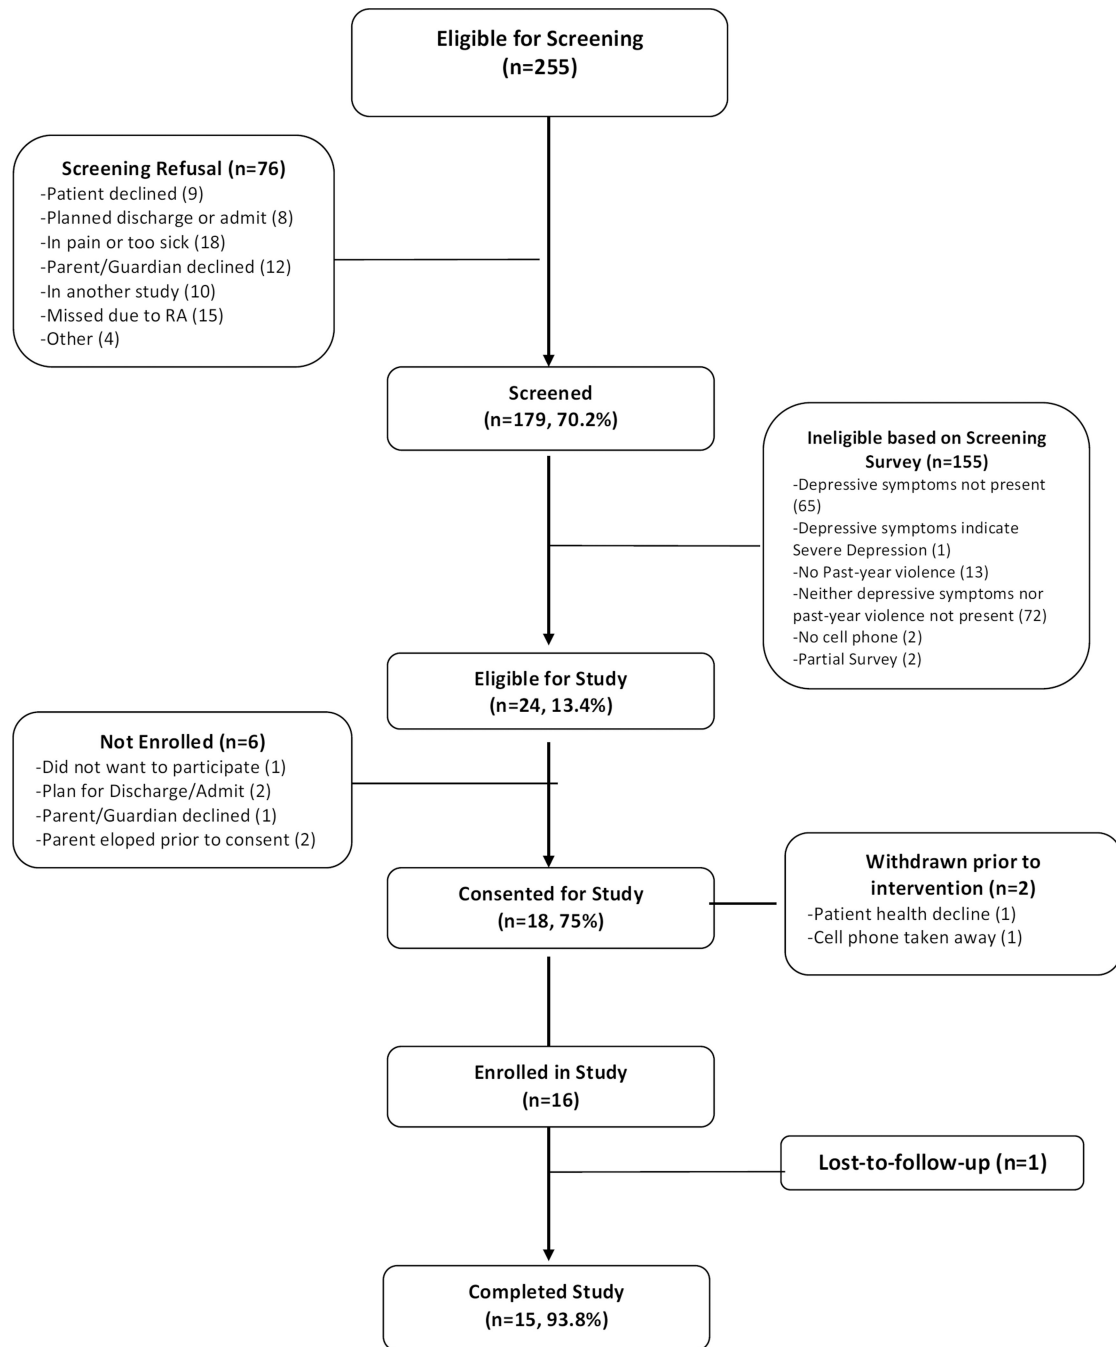 Eligible for Screening
(n=255)
Screening Refusal (n=76)
-Patient declined (9)
-Planned discharge or admit (8)
-In pain or too sick (18)
-Parent/Guardian declined (12)
-In another study (10)
-Missed due to RA (15)
-Other (4)
Screened
(n=179, 70.2%)
Ineligible based on Screening
Survey (n=155)
-Depressive symptoms not present
(65)
-Depressive symptoms indicate
Severe Depression (1)
-No Past-year violence (13)
-Neither depressive symptoms nor
past-year violence not present (72)
-No cell phone (2)
-Partial Survey (2)
Eligible for Study
(n=24, 13.4%)
Not Enrolled (n=6)
-Did not want to participate (1)
-Plan for Discharge/Admit (2)
-Parent/Guardian declined (1)
-Parent eloped prior to consent (2)
Consented for Study
(n=18, 75%)
Withdrawn prior to
intervention (n=2)
-Patient health decline (1)
-Cell phone taken away (1)
Enrolled in Study
(n=16)
Lost-to-follow-up (n=1)
Completed Study
(n=15, 93.8%)